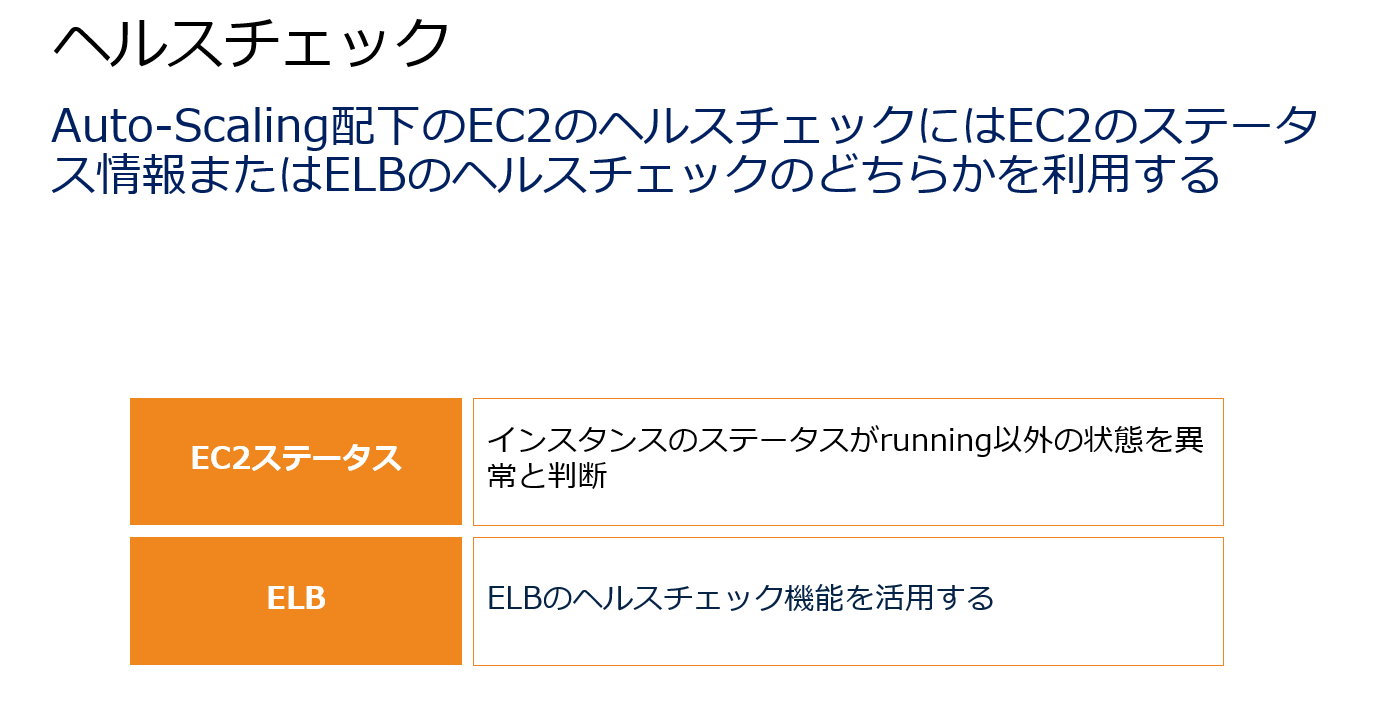 ヘルスチェック
Auto-Scaling配下のEC2のヘルスチェックにはEC2のステータ
ス情報またはELBのヘルスチェックのどちらかを利用する
EC2ステータス
インスタンスのステータスがrunning以外の状態を異
常と判断
ELB
ELBのヘルスチェック機能を活用する